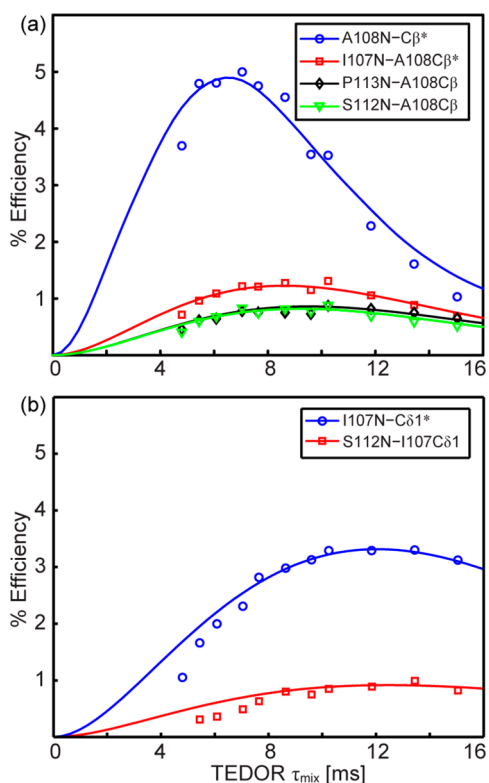 (a)
A108N−Cβ*
I107N−A108Cβ*
P113N−A108Cβ
S112N−A108Cβ
% Efficiency
5
4
3
2
1
0 4 8 12 16
(b)
I107N−Cδ1*
S112N−I107Cδ1
% Efficiency
5
4
3
2
1
0 4 8 12 16
TEDOR τmix [ms]